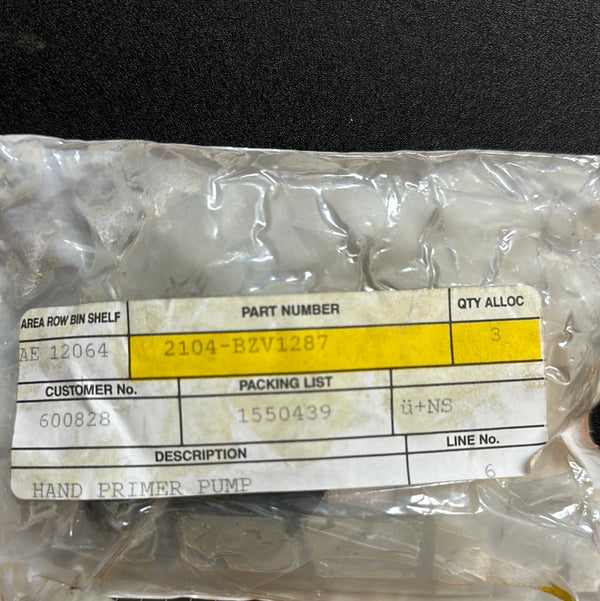 AREA ROW BIN SHELF PART NUMBER QTY ALLOC
AE 12064 2104-BZV1287 3
CUSTOMER No. PACKING LIST
600828 1550439 ü+NS
DESCRIPTION LINE No.
HAND PRIMER PUMP 6